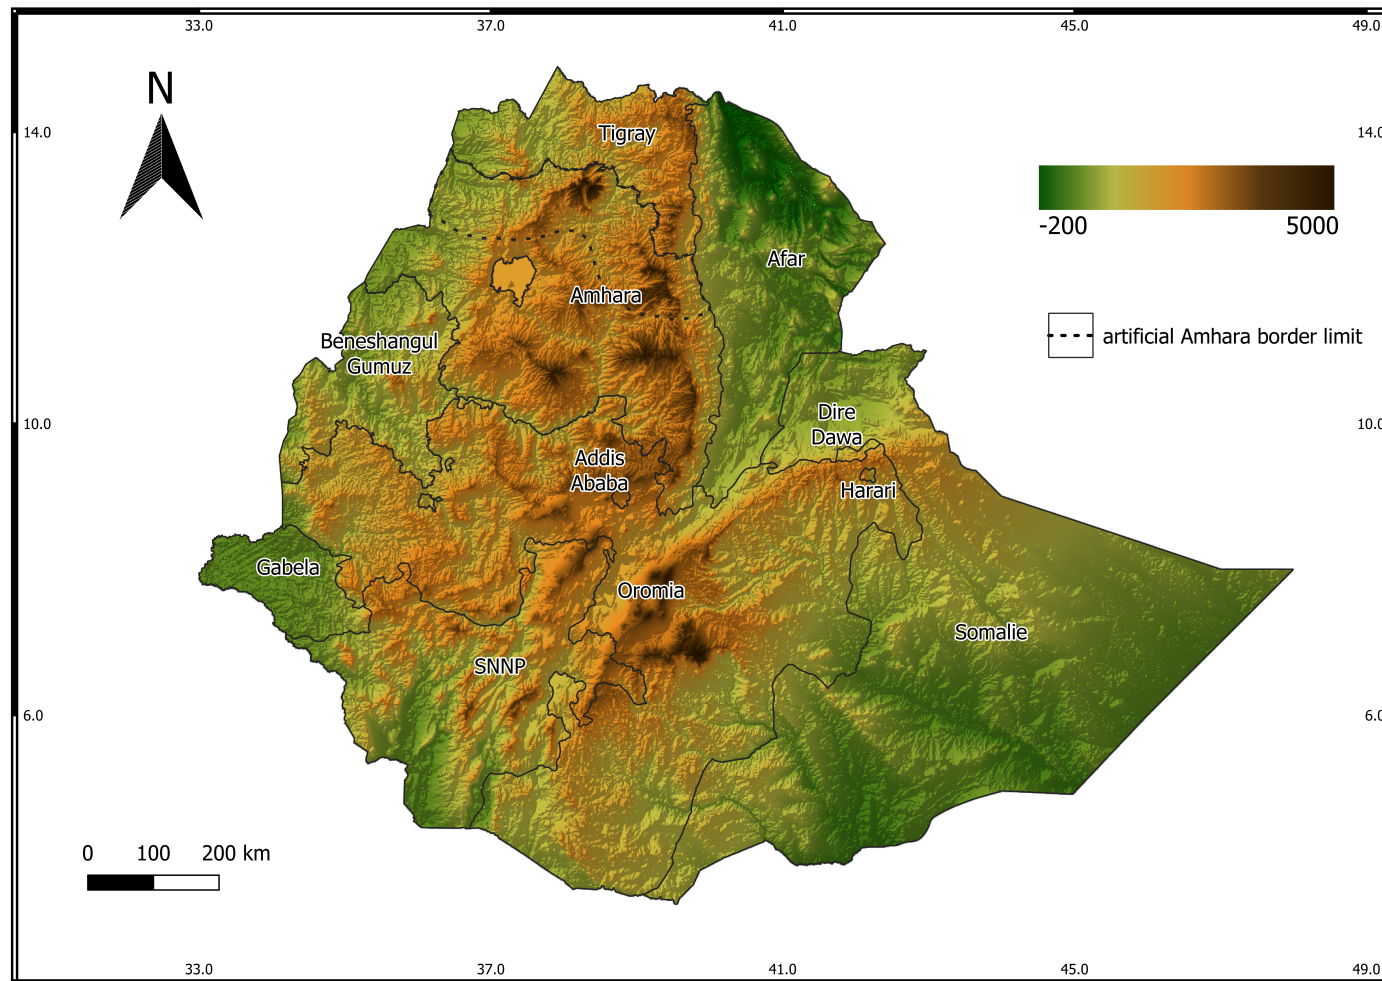 33.0
37.0
41.0
45.0
49.0
N
14.0
14.0
Tigray
-200
5000
Afar
Amhara
artificial Amhara border limit
Beneshangul
Gumuz
10.0
10.0
Dire
Dawa
Addis
Ababa
Harari
Gabela
Oromia
Somalie
SNNP
6.0
6.0
0 100 200 km
33.0
37.0
41.0
45.0
49.0